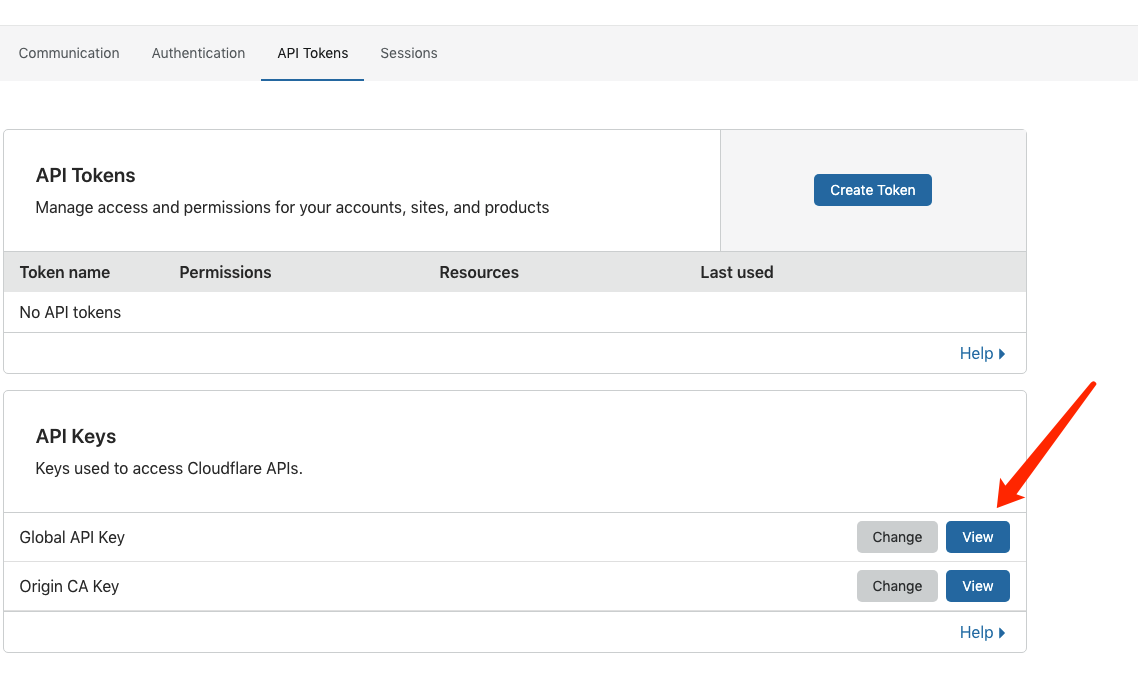 Communication Authentication API Tokens Sessions
API Tokens
Create Token
Manage access and permissions for your accounts, sites, and products
Token name Permissions Resources Last used
No API tokens
Help
API Keys
Keys used to access Cloudflare APIs.
Global API Key Change View
Origin CA Key Change View
Help